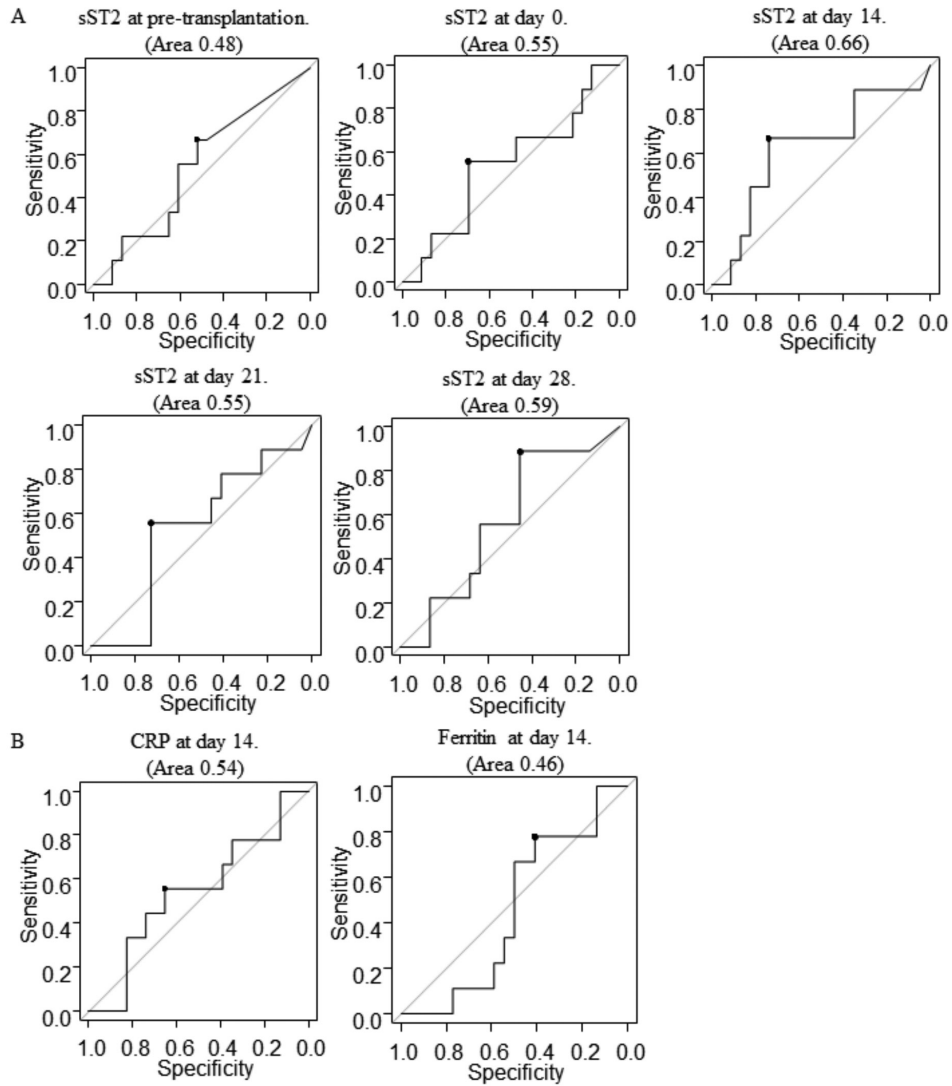 A
sST2 at pre-transplantation.
(Area 0.48)
Sensitivity
1.0
0.8
0.6
0.4
0.2
0.0
1.0 0.8 0.6 0.4 0.2 0.0
Specificity
sST2 at day 0.
(Area 0.55)
Sensitivity
1.0
0.8
0.6
0.4
0.2
0.0
1.0 0.8 0.6 0.4 0.2 0.0
Specificity
sST2 at day 14.
(Area 0.66)
Sensitivity
1.0
0.8
0.6
0.4
0.2
0.0
1.0 0.8 0.6 0.4 0.2 0.0
Specificity
sST2 at day 21.
(Area 0.55)
Sensitivity
1.0
0.8
0.6
0.4
0.2
0.0
1.0 0.8 0.6 0.4 0.2 0.0
Specificity
sST2 at day 28.
(Area 0.59)
Sensitivity
1.0
0.8
0.6
0.4
0.2
0.0
1.0 0.8 0.6 0.4 0.2 0.0
Specificity
B
CRP at day 14.
(Area 0.54)
Sensitivity
1.0
0.8
0.6
0.4
0.2
0.0
1.0 0.8 0.6 0.4 0.2 0.0
Specificity
Ferritin at day 14.
(Area 0.46)
Sensitivity
1.0
0.8
0.6
0.4
0.2
0.0
1.0 0.8 0.6 0.4 0.2 0.0
Specificity